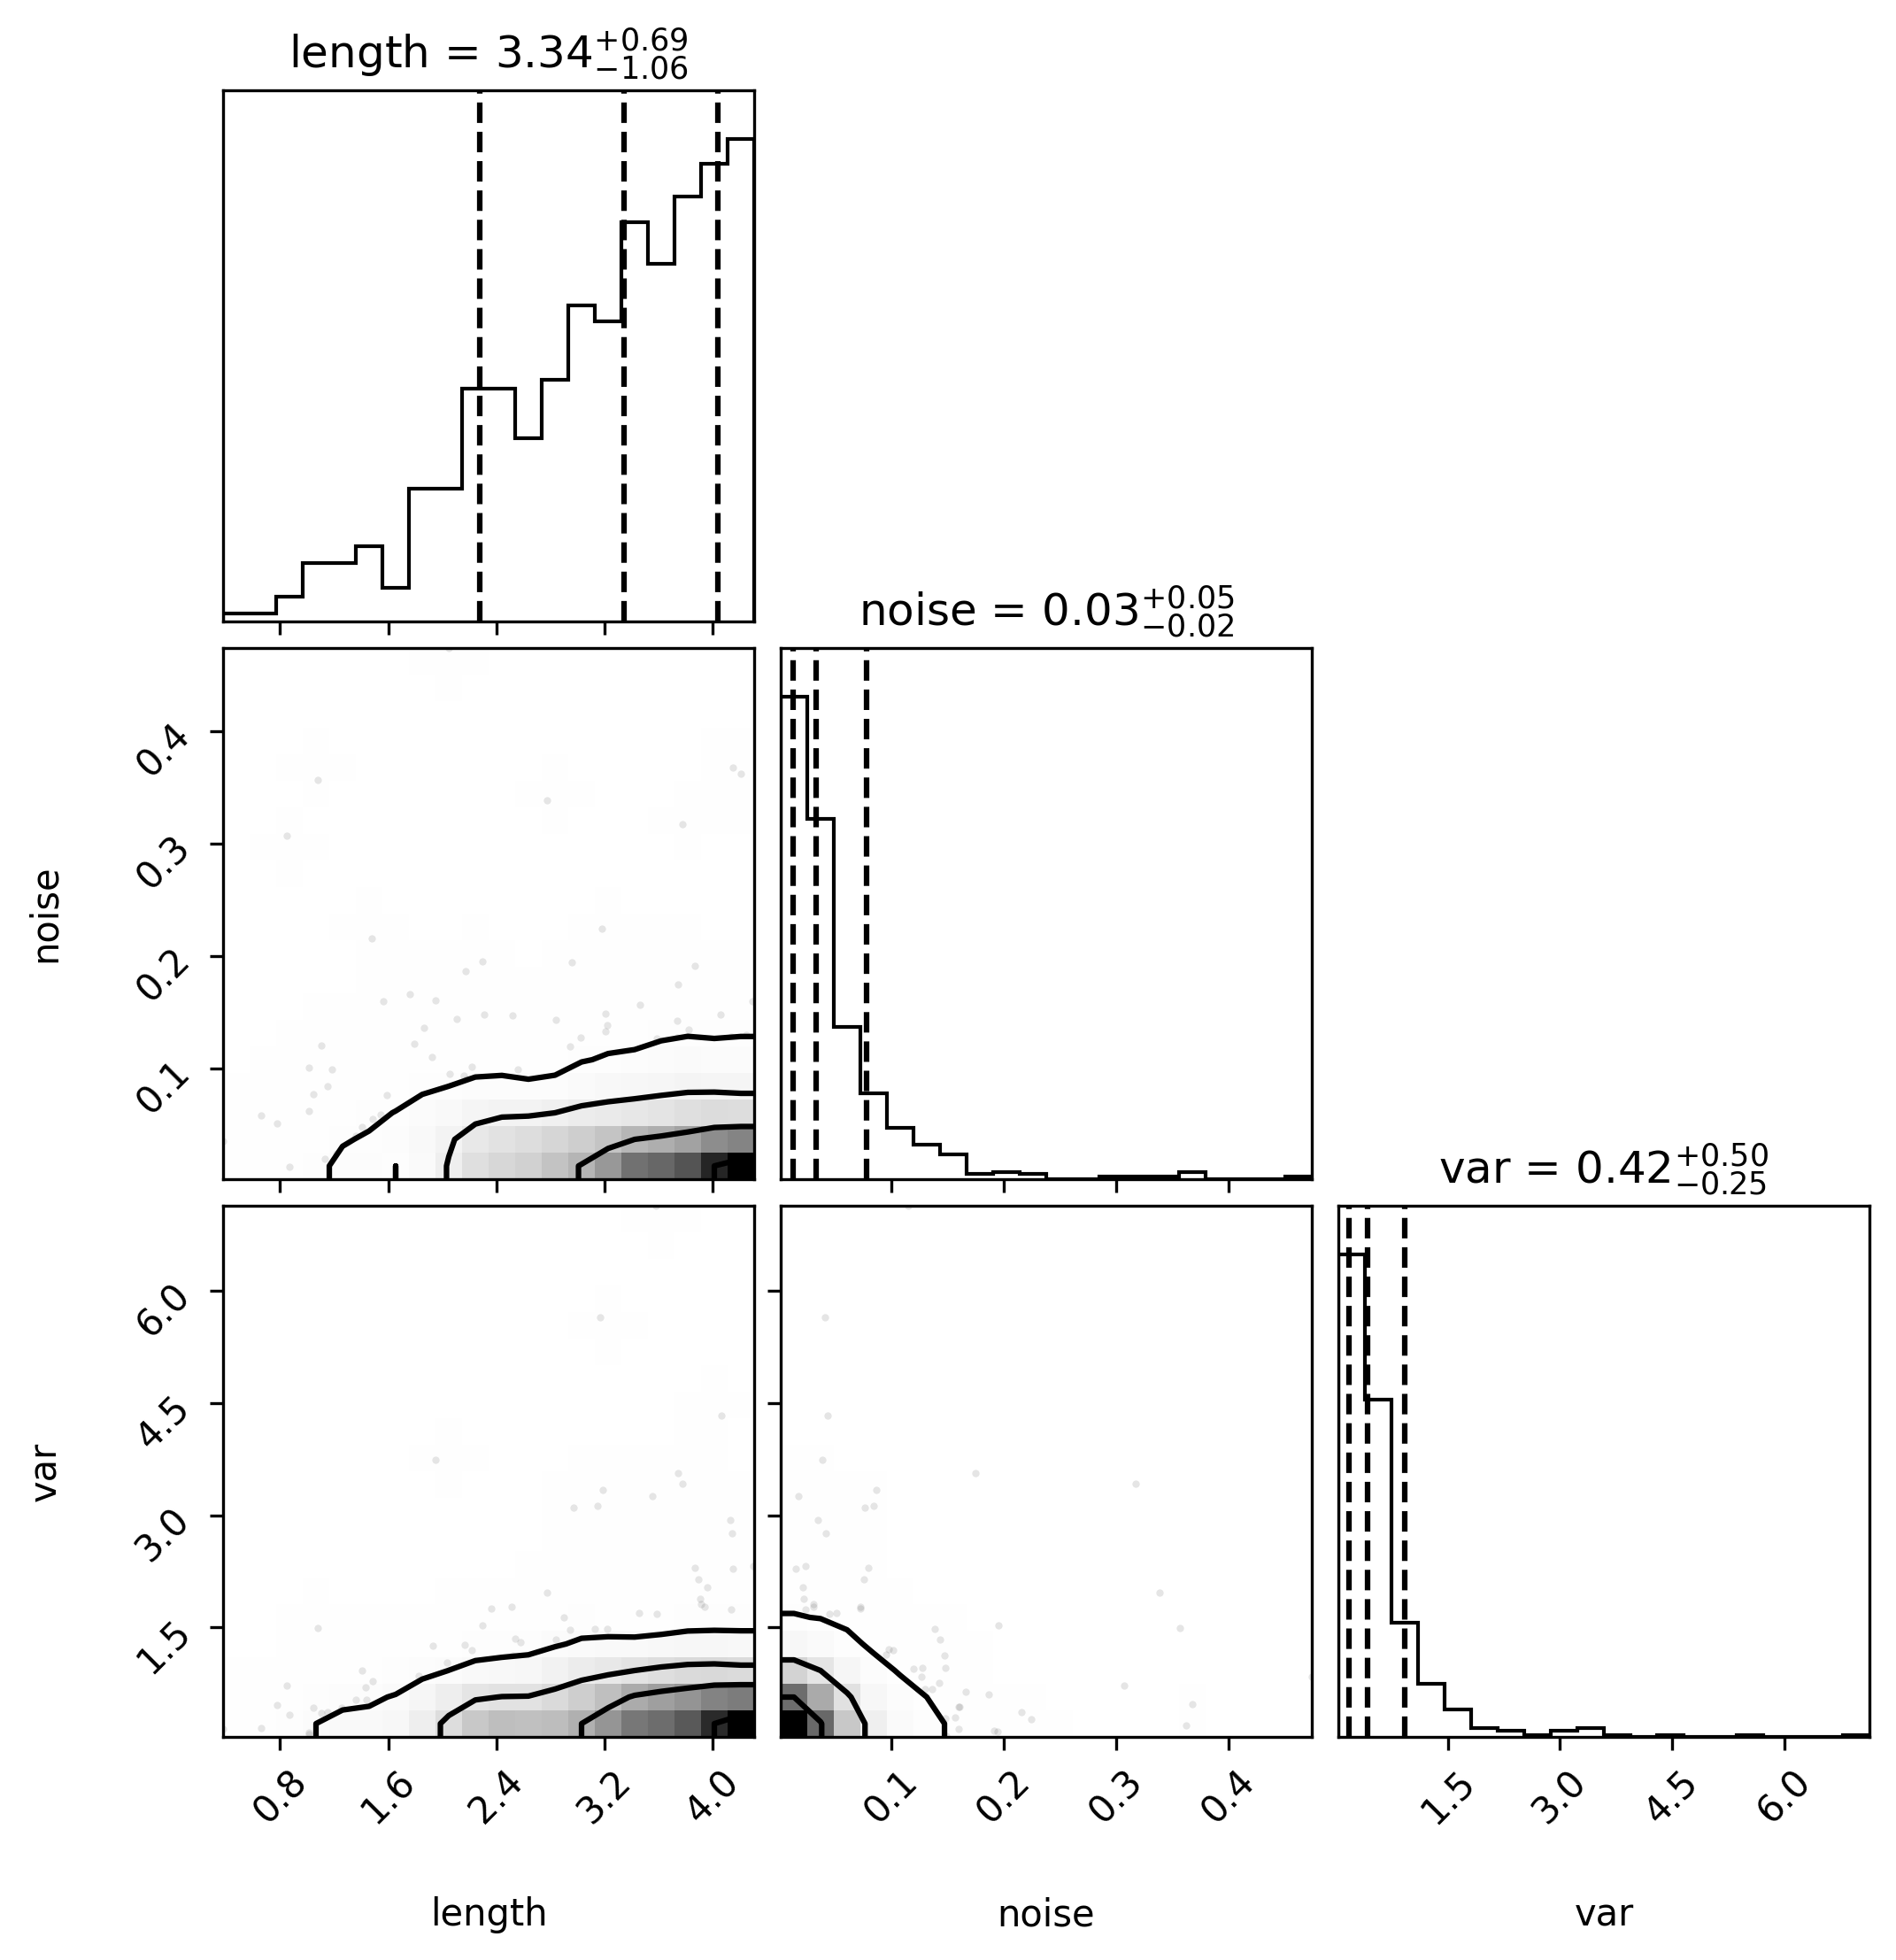 length = 3.34+0.69−1.06
noise = 0.03+0.05−0.02
0.4
0.3
0.2
0.1
noise
var = 0.42+0.50−0.25
6.0
4.5
3.0
1.5
var
0.8 1.6 2.4 3.2 4.0 0.1 0.2 0.3 0.4 1.5 3.0 4.5 6.0
length noise var